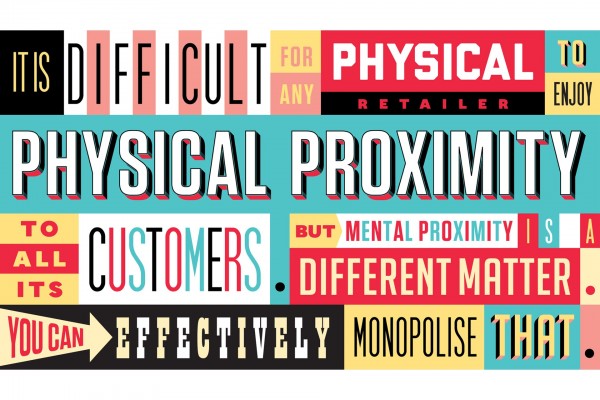 IT IS DIFFICULT FOR ANY PHYSICAL RETAILER TO ENJOY
PHYSICAL PROXIMITY
TO ALL ITS CUSTOMERS. BUT MENTAL PROXIMITY IS A DIFFERENT MATTER.
YOU CAN EFFECTIVELY MONOPOLISE THAT.